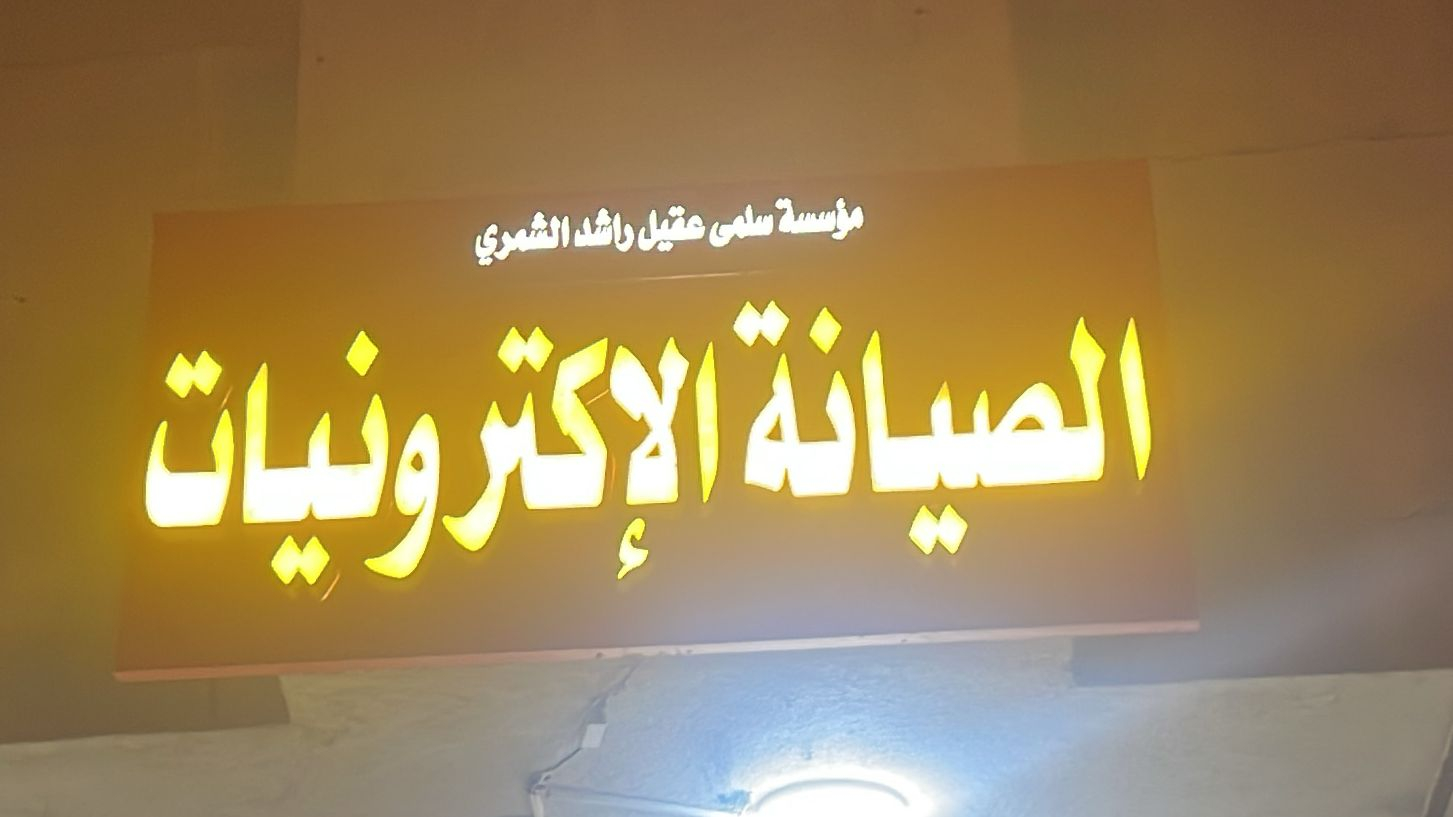 مؤسسة سلمى عقيل راشد الشمري
الصيانة الإكترونيات